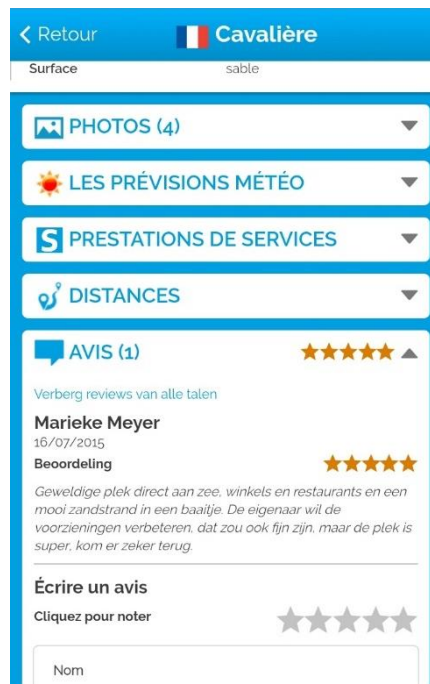 Retour
Cavalière
Surface sable
PHOTOS (4)
LES PRÉVISIONS MÉTÉO
S PRESTATIONS DE SERVICES
DISTANCES
AVIS (1)
Verberg reviews van alle talen
Marieke Meyer
16/07/2015
Beoordeling
Geweldige plek direct aan zee, winkels en restaurants en een
mooi zandstrand in een baaitje. De eigenaar wil de
voorzieningen verbeteren, dat zou ook fijn zijn, maar de plek is
super, kom er zeker terug.
Écrire un avis
Cliquez pour noter
Nom